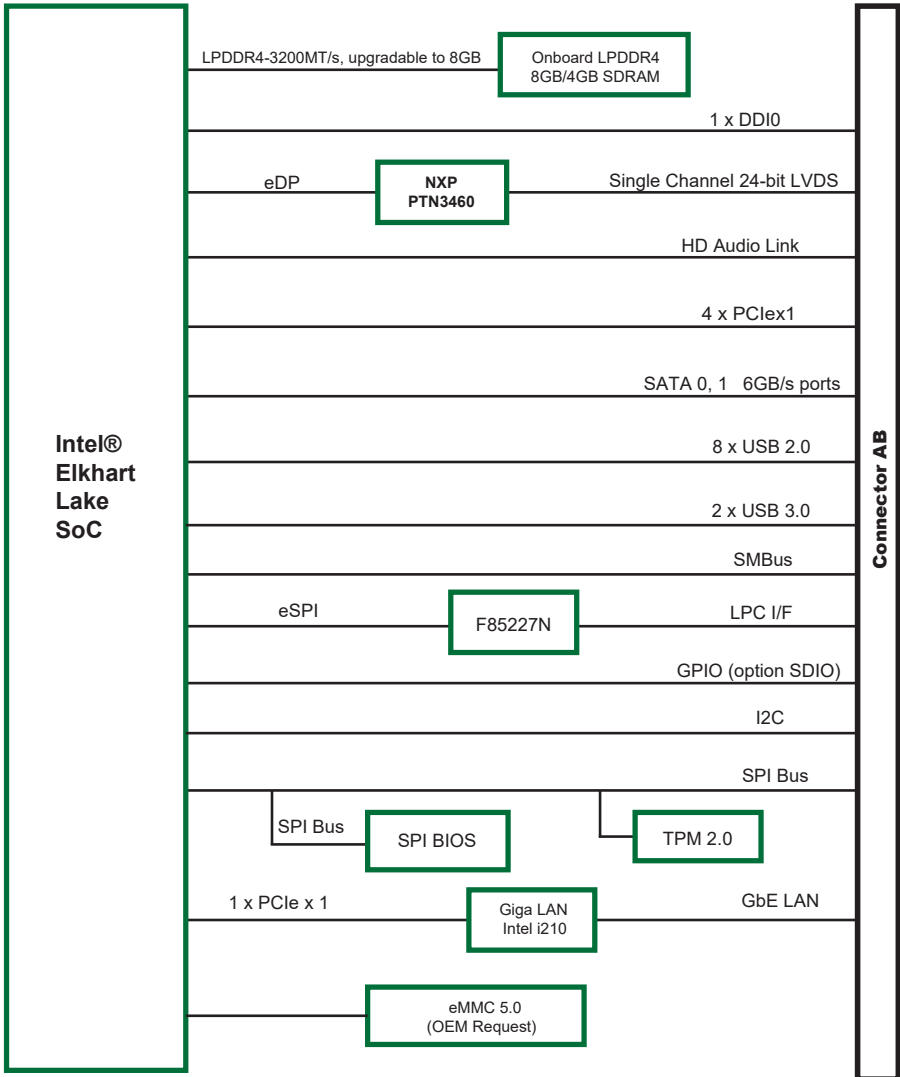 LPDDR4-3200MT/s, upgradable to 8GB
Onboard LPDDR4
8GB/4GB SDRAM
1 x DDI0
eDP
NXP
PTN3460
Single Channel 24-bit LVDS
HD Audio Link
4 x PCIex1
SATA 0, 1 6GB/s ports
Intel®
Elkhart
Lake
SoC
8 x USB 2.0
2 x USB 3.0
Connector AB
SMBus
eSPI
F85227N
LPC I/F
GPIO (option SDIO)
I2C
SPI Bus
SPI Bus
SPI BIOS
TPM 2.0
1 x PCIe x 1
Giga LAN
Intel i210
GbE LAN
eMMC 5.0
(OEM Request)